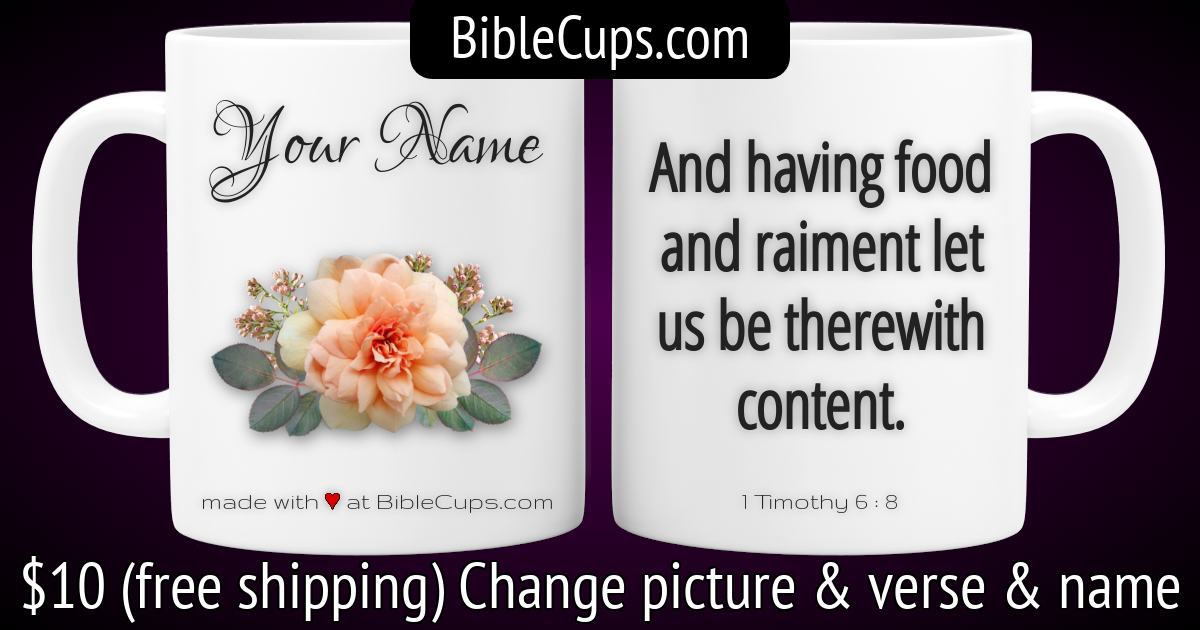 BibleCups.com
Your Name
made with ♥ at BibleCups.com
And having food
and raiment let
us be therewith
content.
1 Timothy 6 : 8
$10 (free shipping) Change picture & verse & name